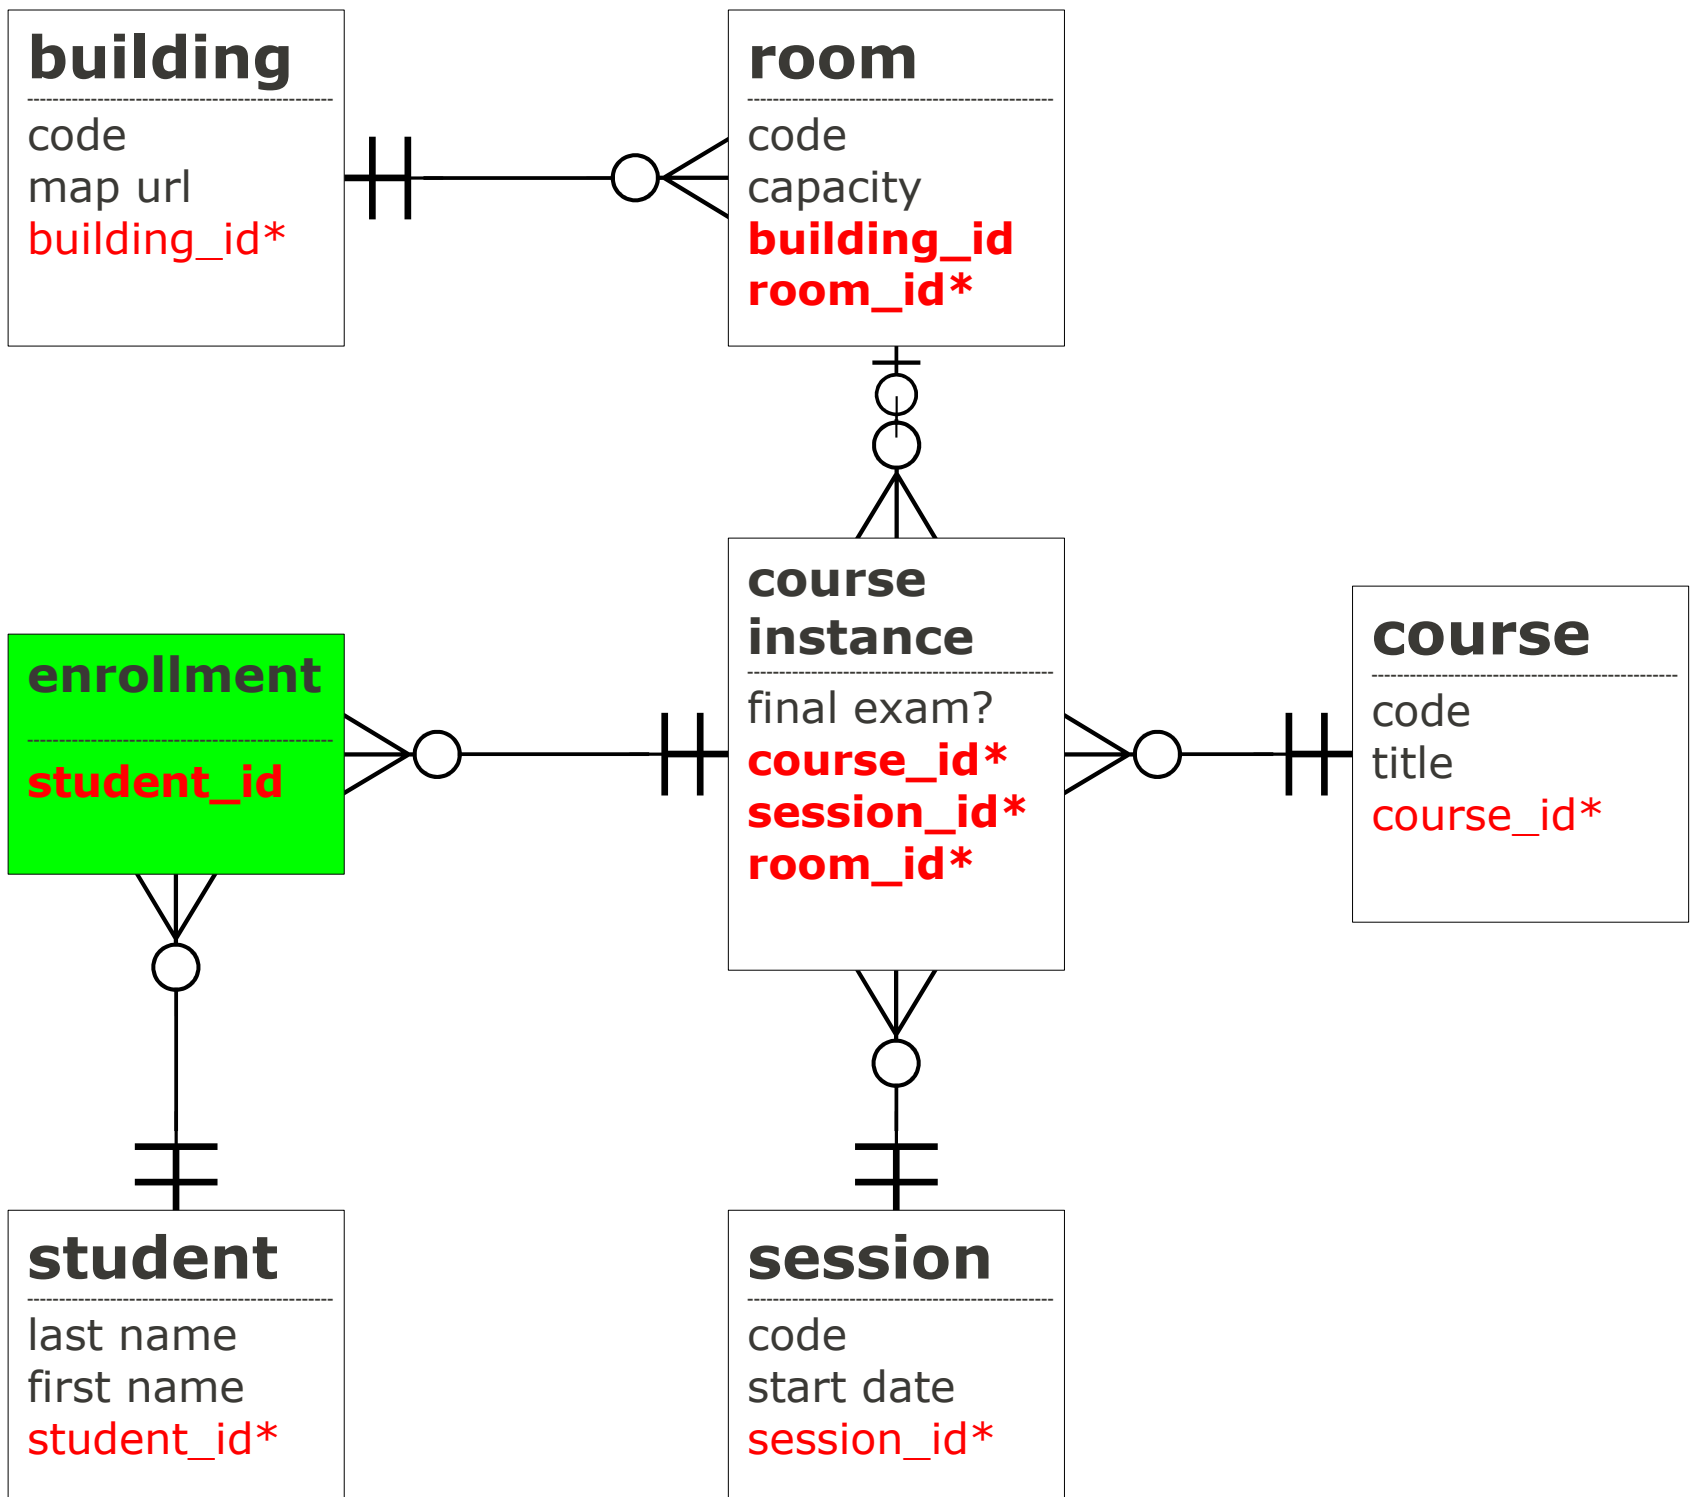 building
code
map url
building_id*
room
code
capacity
building_id
room_id*
enrollment
student_id
course
instance
final exam?
course_id*
session_id*
room_id*
course
code
title
course_id*
student
last name
first name
student_id*
session
code
start date
session_id*